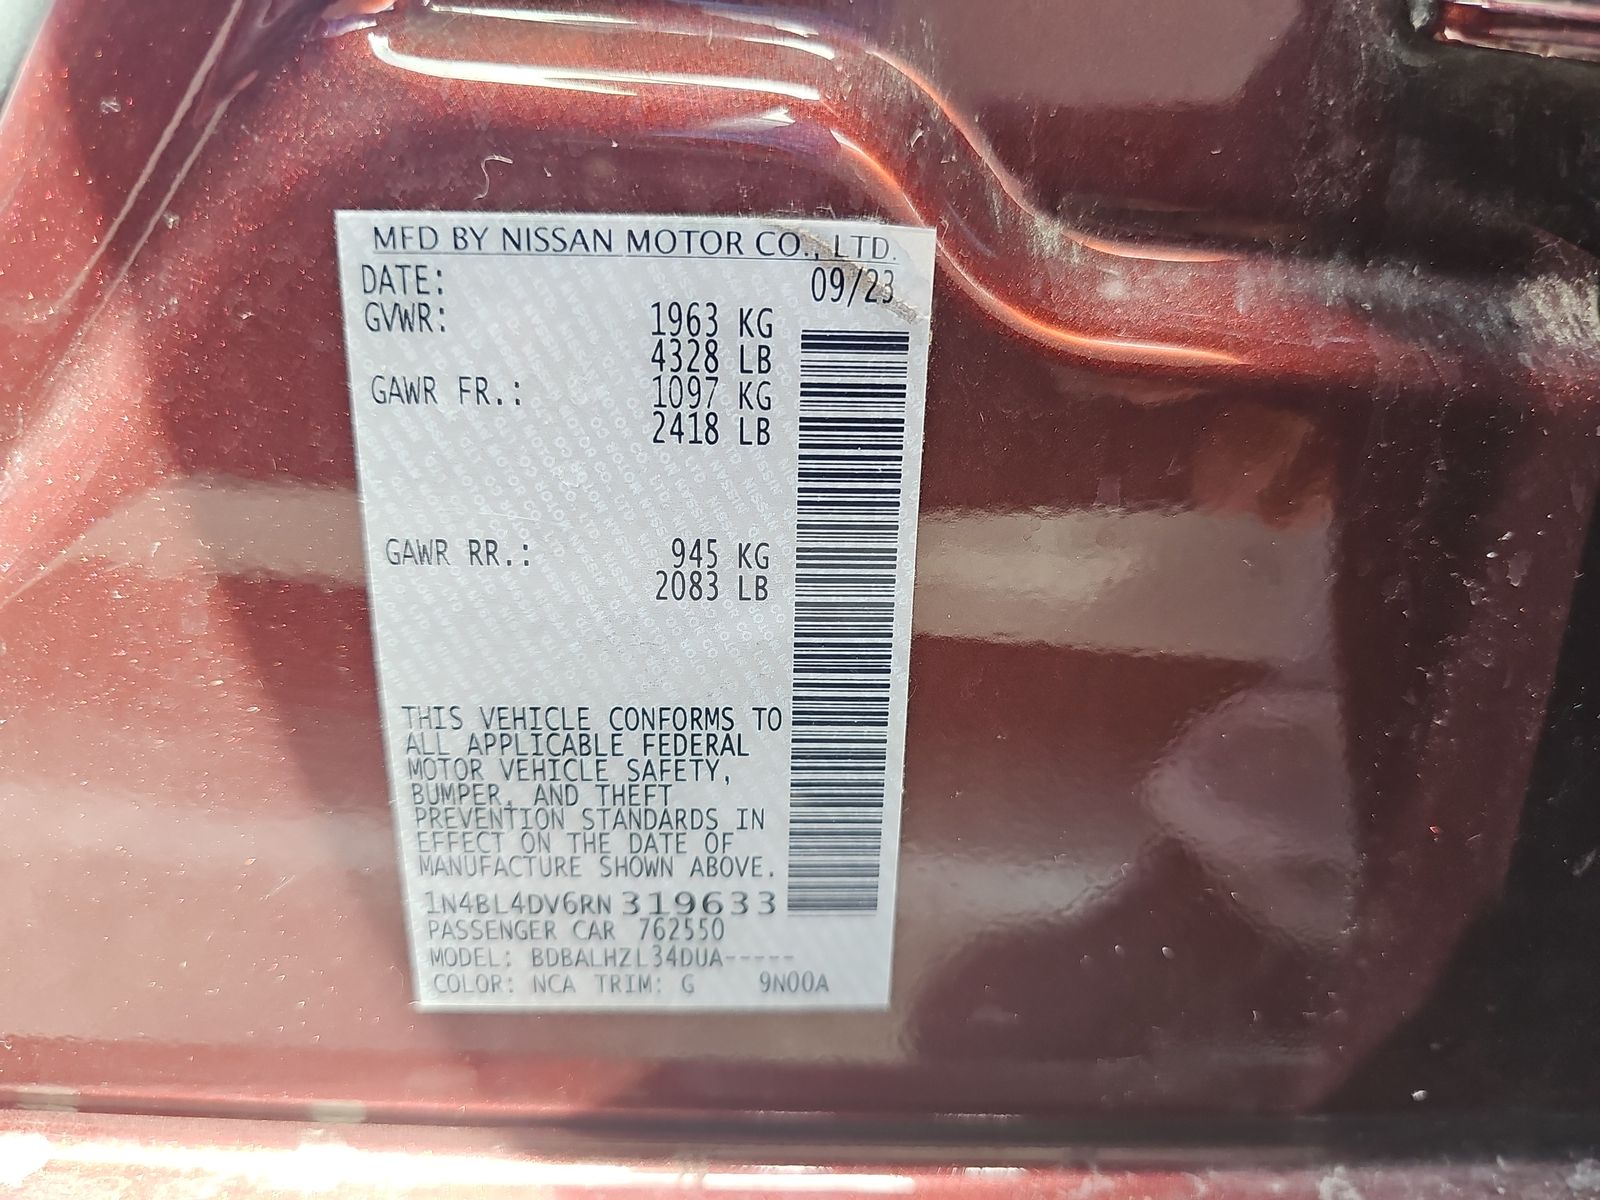 MFD BY NISSAN MOTOR CO., LTD.
DATE: 09/23
GVWR: 1963 KG
4328 LB
GAWR FR.: 1097 KG
2418 LB
GAWR RR.: 945 KG
2083 LB
THIS VEHICLE CONFORMS TO
ALL APPLICABLE FEDERAL
MOTOR VEHICLE SAFETY,
BUMPER, AND THEFT
PREVENTION STANDARDS IN
EFFECT ON THE DATE OF
MANUFACTURE SHOWN ABOVE.
1N4BL4DV6RN319633
PASSENGER CAR 762550
MODEL: BDBALHZL34DUA-----
COLOR: NCA TRIM: G 9N00A